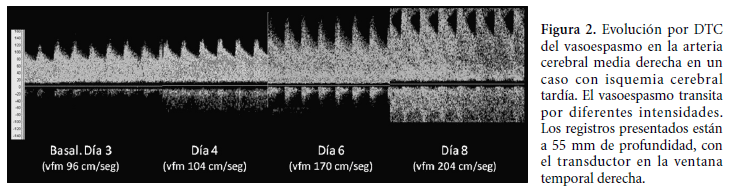 Basal. Día 3
(vfm 96 cm/seg)
Día 4
(vfm 104 cm/seg)
Día 6
(vfm 170 cm/seg)
Día 8
(vfm 204 cm/seg)
Figura 2. Evolución por DTC
del vasoespasmo en la arteria
cerebral media derecha en un
caso con isquemia cerebral
tardía. El vasoespasmo transita
por diferentes intensidades.
Los registros presentados están
a 55 mm de profundidad, con
el transductor en la ventana
temporal derecha.